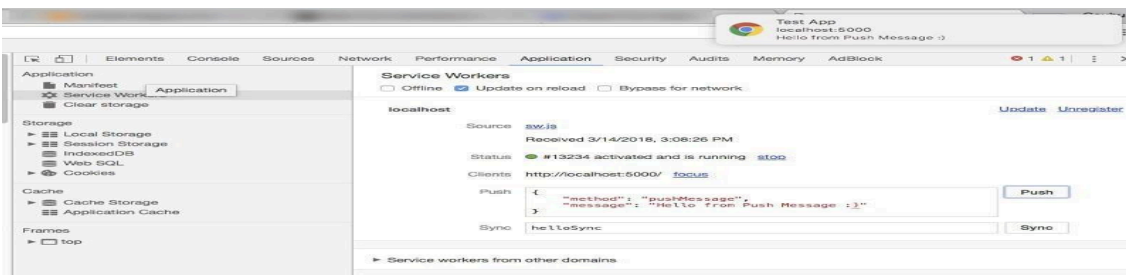 Test App
localhost:5000
Hello from Push Message :)
Elements Console Sources Network Performance Application Security Audits Memory AdBlock 1 1
Application
Manifest
Service Work
Application
Clear storage
Storage
Local Storage
Session Storage
IndexedDB
Web SQL
Cookies
Cache
Cache Storage
Application Cache
Frames
top
Service Workers
Offline Update on reload Bypass for network
localhost Update Unregister
Source sw.js
Received 3/14/2018, 3:08:26 PM
Status #13234 activated and is running stop
Clients http://localhost:5000/ focus
Push {
"method": "pushMessage",
"message": "Hello from Push Message :)"
}
Push
Sync helloSync Sync
Service workers from other domains